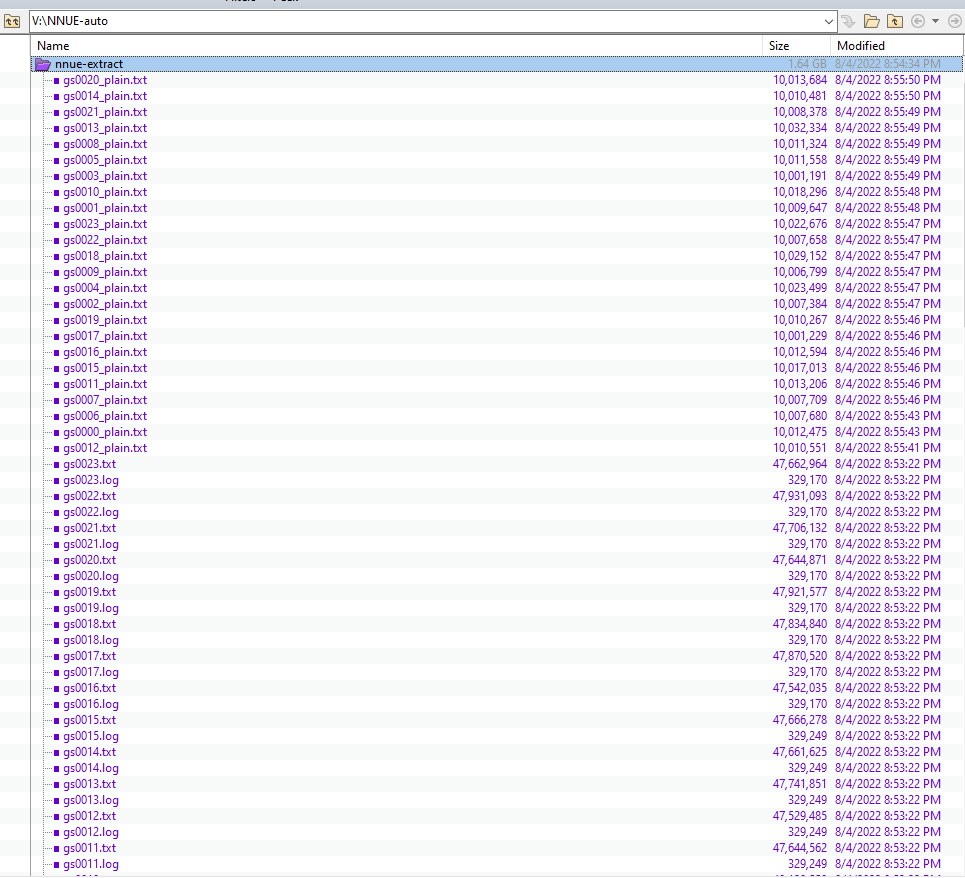 V:\NNUE-auto
Name Size Modified
nnue-extract 1.64 GB 8/4/2022 8:54:34 PM
gs0020_plain.txt 10,013,684 8/4/2022 8:55:50 PM
gs0014_plain.txt 10,010,481 8/4/2022 8:55:50 PM
gs0021_plain.txt 10,008,378 8/4/2022 8:55:49 PM
gs0013_plain.txt 10,032,334 8/4/2022 8:55:49 PM
gs0008_plain.txt 10,011,324 8/4/2022 8:55:49 PM
gs0005_plain.txt 10,011,558 8/4/2022 8:55:49 PM
gs0003_plain.txt 10,001,191 8/4/2022 8:55:49 PM
gs0010_plain.txt 10,018,296 8/4/2022 8:55:48 PM
gs0001_plain.txt 10,009,647 8/4/2022 8:55:48 PM
gs0023_plain.txt 10,022,676 8/4/2022 8:55:47 PM
gs0022_plain.txt 10,007,658 8/4/2022 8:55:47 PM
gs0018_plain.txt 10,029,152 8/4/2022 8:55:47 PM
gs0009_plain.txt 10,006,799 8/4/2022 8:55:47 PM
gs0004_plain.txt 10,023,499 8/4/2022 8:55:47 PM
gs0002_plain.txt 10,007,384 8/4/2022 8:55:47 PM
gs0019_plain.txt 10,010,267 8/4/2022 8:55:46 PM
gs0017_plain.txt 10,001,229 8/4/2022 8:55:46 PM
gs0016_plain.txt 10,012,594 8/4/2022 8:55:46 PM
gs0015_plain.txt 10,017,013 8/4/2022 8:55:46 PM
gs0011_plain.txt 10,013,206 8/4/2022 8:55:46 PM
gs0007_plain.txt 10,007,709 8/4/2022 8:55:46 PM
gs0006_plain.txt 10,007,680 8/4/2022 8:55:43 PM
gs0000_plain.txt 10,012,475 8/4/2022 8:55:43 PM
gs0012_plain.txt 10,010,551 8/4/2022 8:55:41 PM
gs0023.txt 47,662,964 8/4/2022 8:53:22 PM
gs0023.log 329,170 8/4/2022 8:53:22 PM
gs0022.txt 47,931,093 8/4/2022 8:53:22 PM
gs0022.log 329,170 8/4/2022 8:53:22 PM
gs0021.txt 47,706,132 8/4/2022 8:53:22 PM
gs0021.log 329,170 8/4/2022 8:53:22 PM
gs0020.txt 47,644,871 8/4/2022 8:53:22 PM
gs0020.log 329,170 8/4/2022 8:53:22 PM
gs0019.txt 47,921,577 8/4/2022 8:53:22 PM
gs0019.log 329,170 8/4/2022 8:53:22 PM
gs0018.txt 47,834,840 8/4/2022 8:53:22 PM
gs0018.log 329,170 8/4/2022 8:53:22 PM
gs0017.txt 47,870,520 8/4/2022 8:53:22 PM
gs0017.log 329,170 8/4/2022 8:53:22 PM
gs0016.txt 47,542,035 8/4/2022 8:53:22 PM
gs0016.log 329,170 8/4/2022 8:53:22 PM
gs0015.txt 47,666,278 8/4/2022 8:53:22 PM
gs0015.log 329,249 8/4/2022 8:53:22 PM
gs0014.txt 47,661,625 8/4/2022 8:53:22 PM
gs0014.log 329,249 8/4/2022 8:53:22 PM
gs0013.txt 47,741,851 8/4/2022 8:53:22 PM
gs0013.log 329,249 8/4/2022 8:53:22 PM
gs0012.txt 47,529,485 8/4/2022 8:53:22 PM
gs0012.log 329,249 8/4/2022 8:53:22 PM
gs0011.txt 47,644,562 8/4/2022 8:53:22 PM
gs0011.log 329,249 8/4/2022 8:53:22 PM